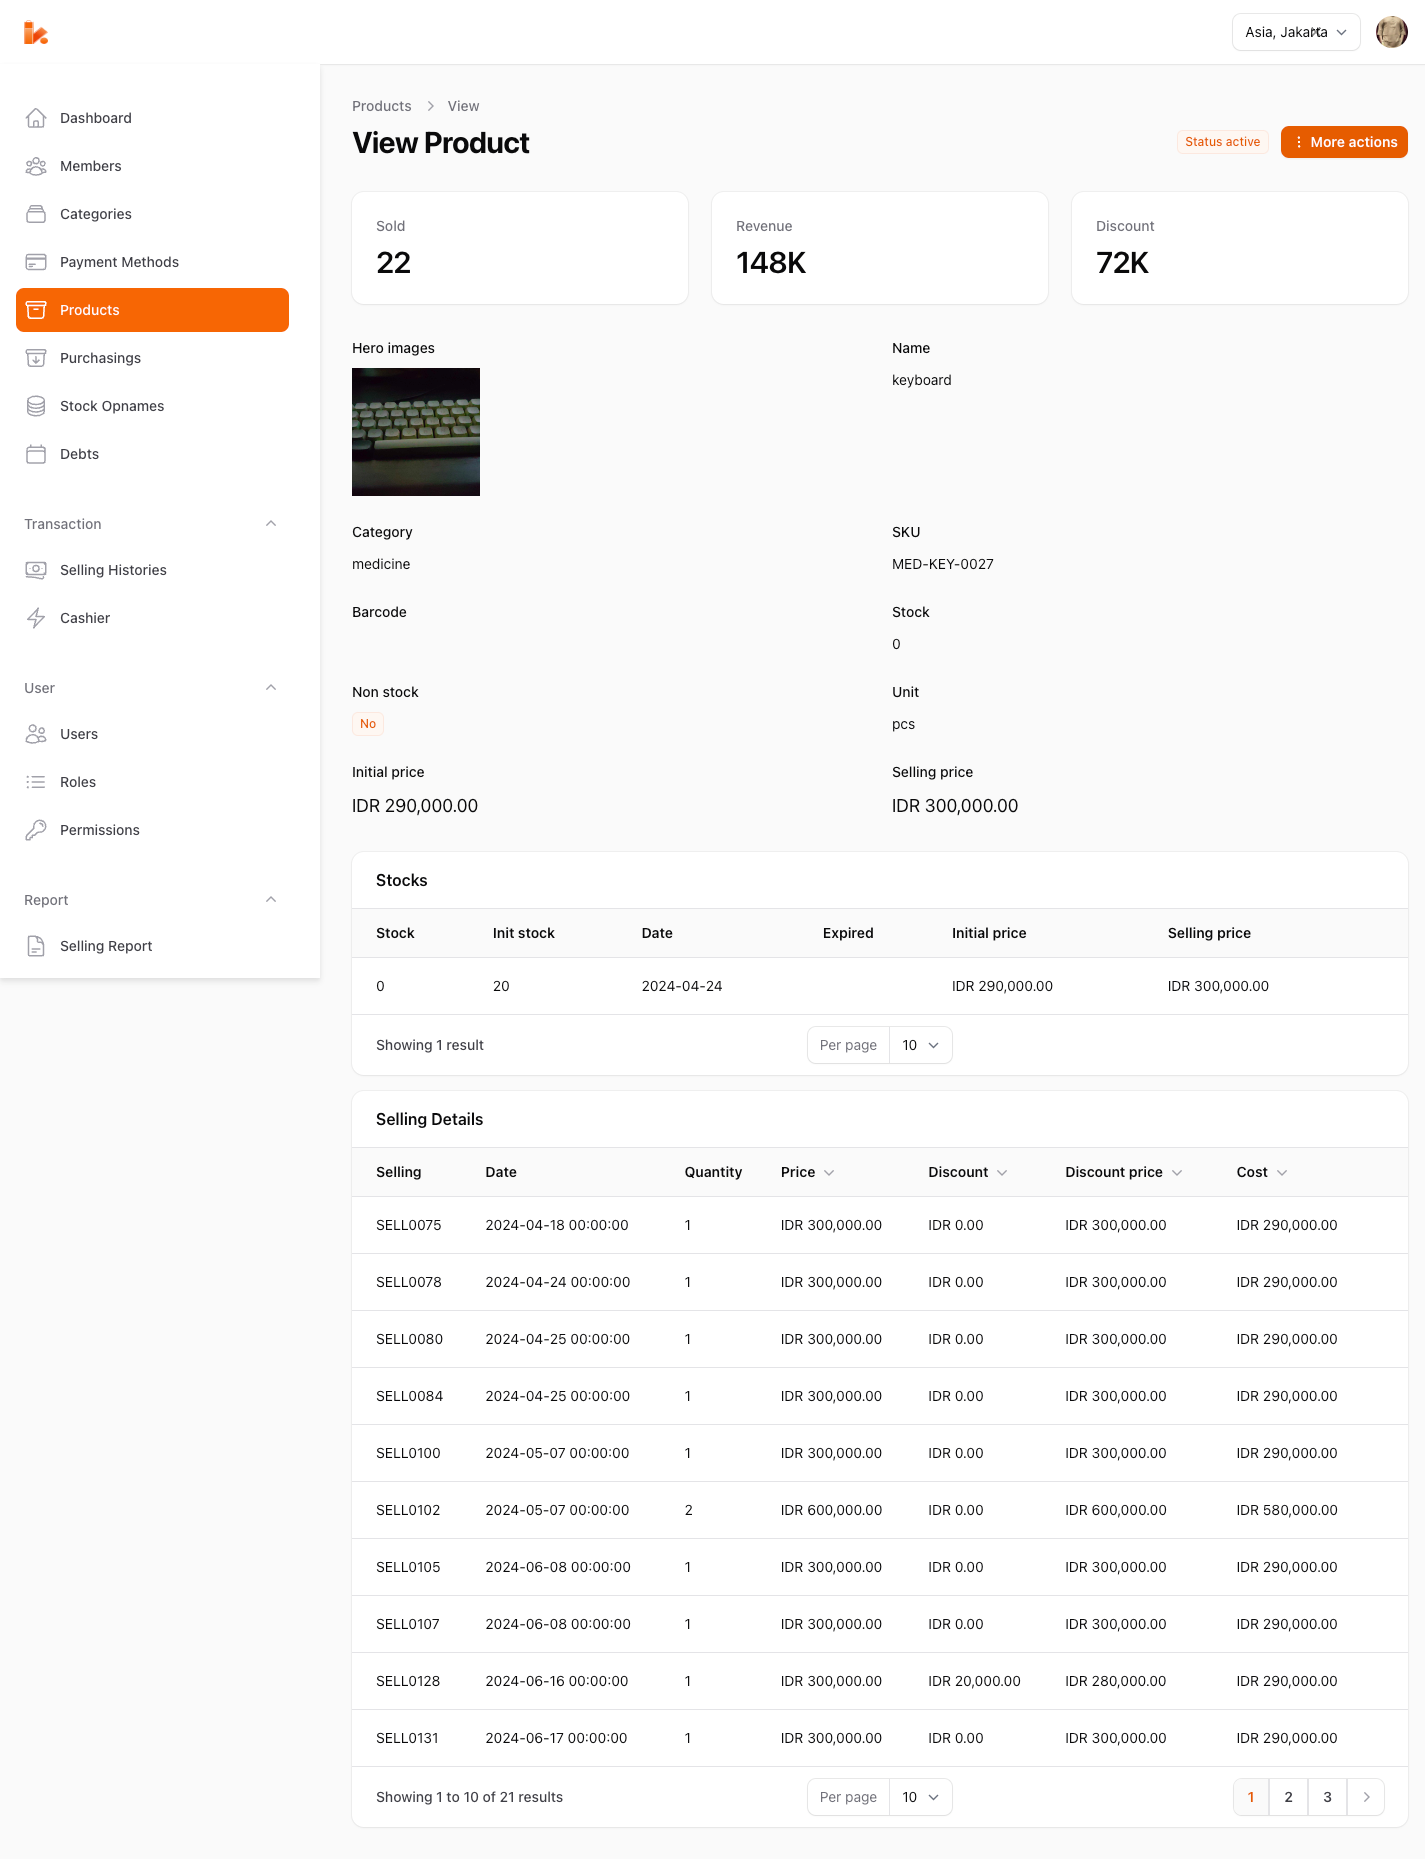 Asia, Jakarta
Dashboard
Members
Categories
Payment Methods
Products
Purchasings
Stock Opnames
Debts
Transaction
Selling Histories
Cashier
User
Users
Roles
Permissions
Report
Selling Report
Products > View
View Product
Status active
More actions
Sold
22
Revenue
148K
Discount
72K
Hero images
Name
keyboard
Category
medicine
SKU
MED-KEY-0027
Barcode
Stock
0
Non stock
No
Unit
pcs
Initial price
IDR 290,000.00
Selling price
IDR 300,000.00
Stocks
Stock Init stock Date Expired Initial price Selling price
0 20 2024-04-24 IDR 290,000.00 IDR 300,000.00
Showing 1 result Per page 10
Selling Details
Selling Date Quantity Price Discount Discount price Cost
SELL0075 2024-04-18 00:00:00 1 IDR 300,000.00 IDR 0.00 IDR 300,000.00 IDR 290,000.00
SELL0078 2024-04-24 00:00:00 1 IDR 300,000.00 IDR 0.00 IDR 300,000.00 IDR 290,000.00
SELL0080 2024-04-25 00:00:00 1 IDR 300,000.00 IDR 0.00 IDR 300,000.00 IDR 290,000.00
SELL0084 2024-04-25 00:00:00 1 IDR 300,000.00 IDR 0.00 IDR 300,000.00 IDR 290,000.00
SELL0100 2024-05-07 00:00:00 1 IDR 300,000.00 IDR 0.00 IDR 300,000.00 IDR 290,000.00
SELL0102 2024-05-07 00:00:00 2 IDR 600,000.00 IDR 0.00 IDR 600,000.00 IDR 580,000.00
SELL0105 2024-06-08 00:00:00 1 IDR 300,000.00 IDR 0.00 IDR 300,000.00 IDR 290,000.00
SELL0107 2024-06-08 00:00:00 1 IDR 300,000.00 IDR 0.00 IDR 300,000.00 IDR 290,000.00
SELL0128 2024-06-16 00:00:00 1 IDR 300,000.00 IDR 20,000.00 IDR 280,000.00 IDR 290,000.00
SELL0131 2024-06-17 00:00:00 1 IDR 300,000.00 IDR 0.00 IDR 300,000.00 IDR 290,000.00
Showing 1 to 10 of 21 results Per page 10 1 2 3